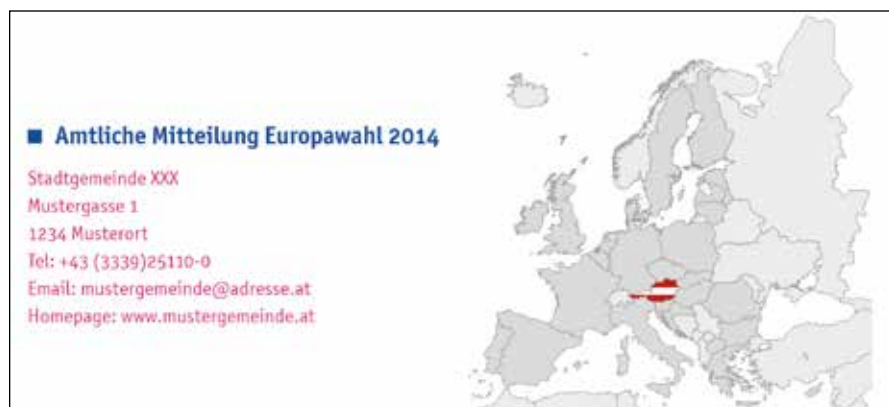 Amtliche Mitteilung Europawahl 2014
Stadtgemeinde XXX
Mustergasse 1
1234 Musterort
Tel: +43 (3339)25110-0
Email: mustergemeinde@adresse.at
Homepage: www.mustergemeinde.at